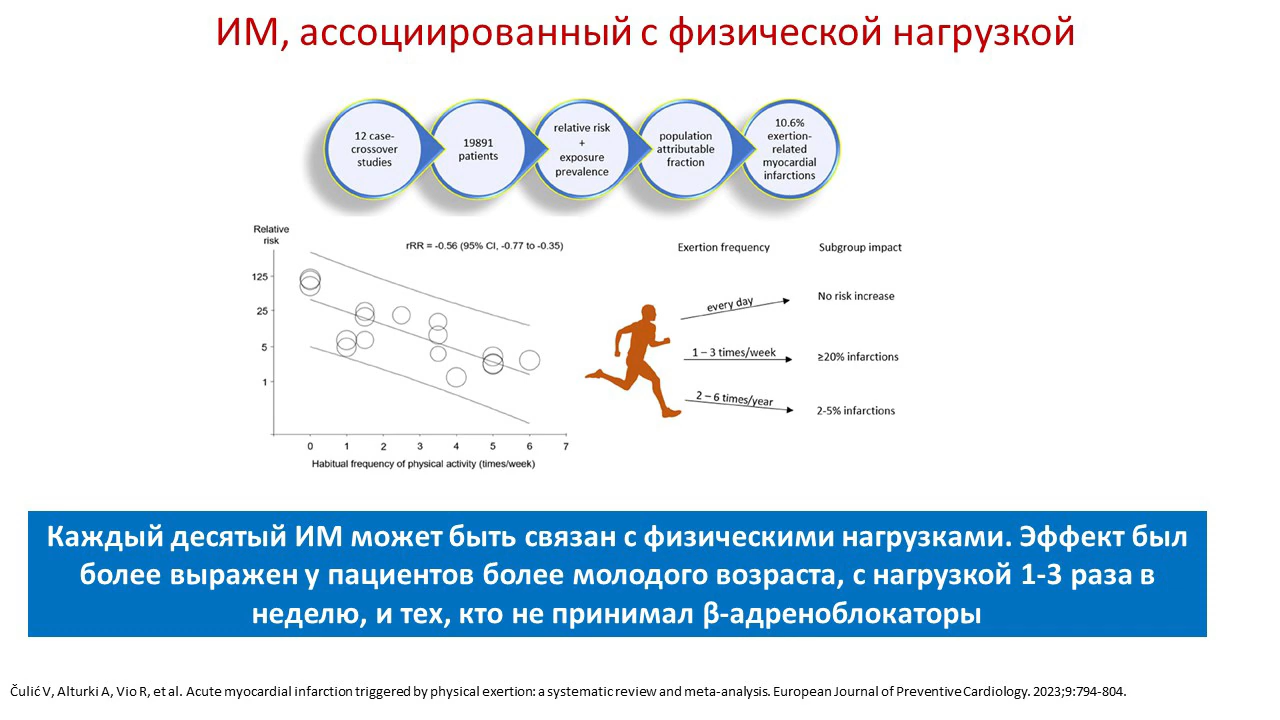 ИМ, ассоциированный с физической нагрузкой
12 case-
crossover
studies
19891
patients
relative risk
+
exposure
prevalence
population
attributable
fraction
10.6%
exertion-
related
myocardial
infarctions
Relative
risk
rRR = -0.56 (95% CI, -0.77 to -0.35)
125
25
5
1
0 1 2 3 4 5 6 7
Habitual frequency of physical activity (times/week)
Exertion frequency Subgroup impact
every day No risk increase
1 – 3 times/week ≥20% infarctions
2 – 6 times/year 2-5% infarctions
Каждый десятый ИМ может быть связан с физическими нагрузками. Эффект был
более выражен у пациентов более молодого возраста, с нагрузкой 1-3 раза в
неделю, и тех, кто не принимал β-адреноблокаторы
Čulić V, Alturki A, Vio R, et al. Acute myocardial infarction triggered by physical exertion: a systematic review and meta-analysis. European Journal of Preventive Cardiology. 2023;9:794-804.